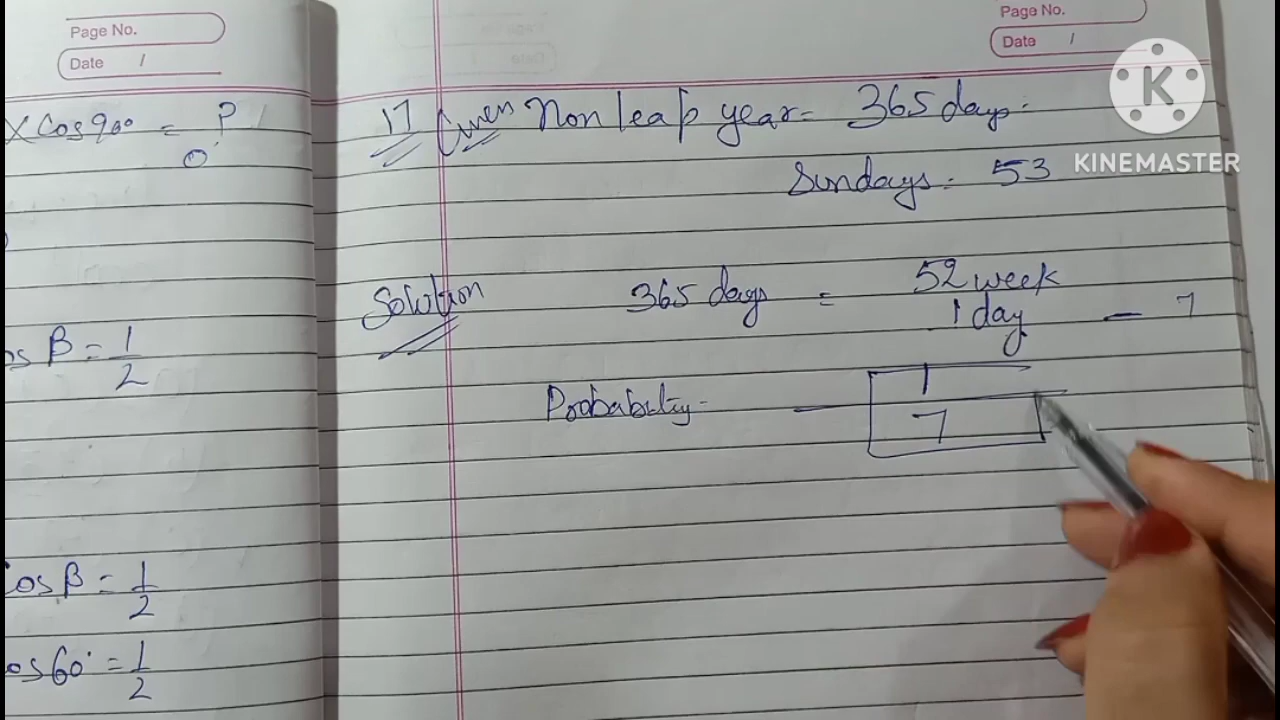 Page No.
Date /
X Cos 90° = ?
0
os β = 1/2
Cos β = 1/2
os 60° = 1/2
Page No.
Date /
K
KINEMASTER
17 Given Non leap year = 365 days.
Sundays. 53
Solution 365 days = 52 week
1 day — 7
Probability - — 1/7